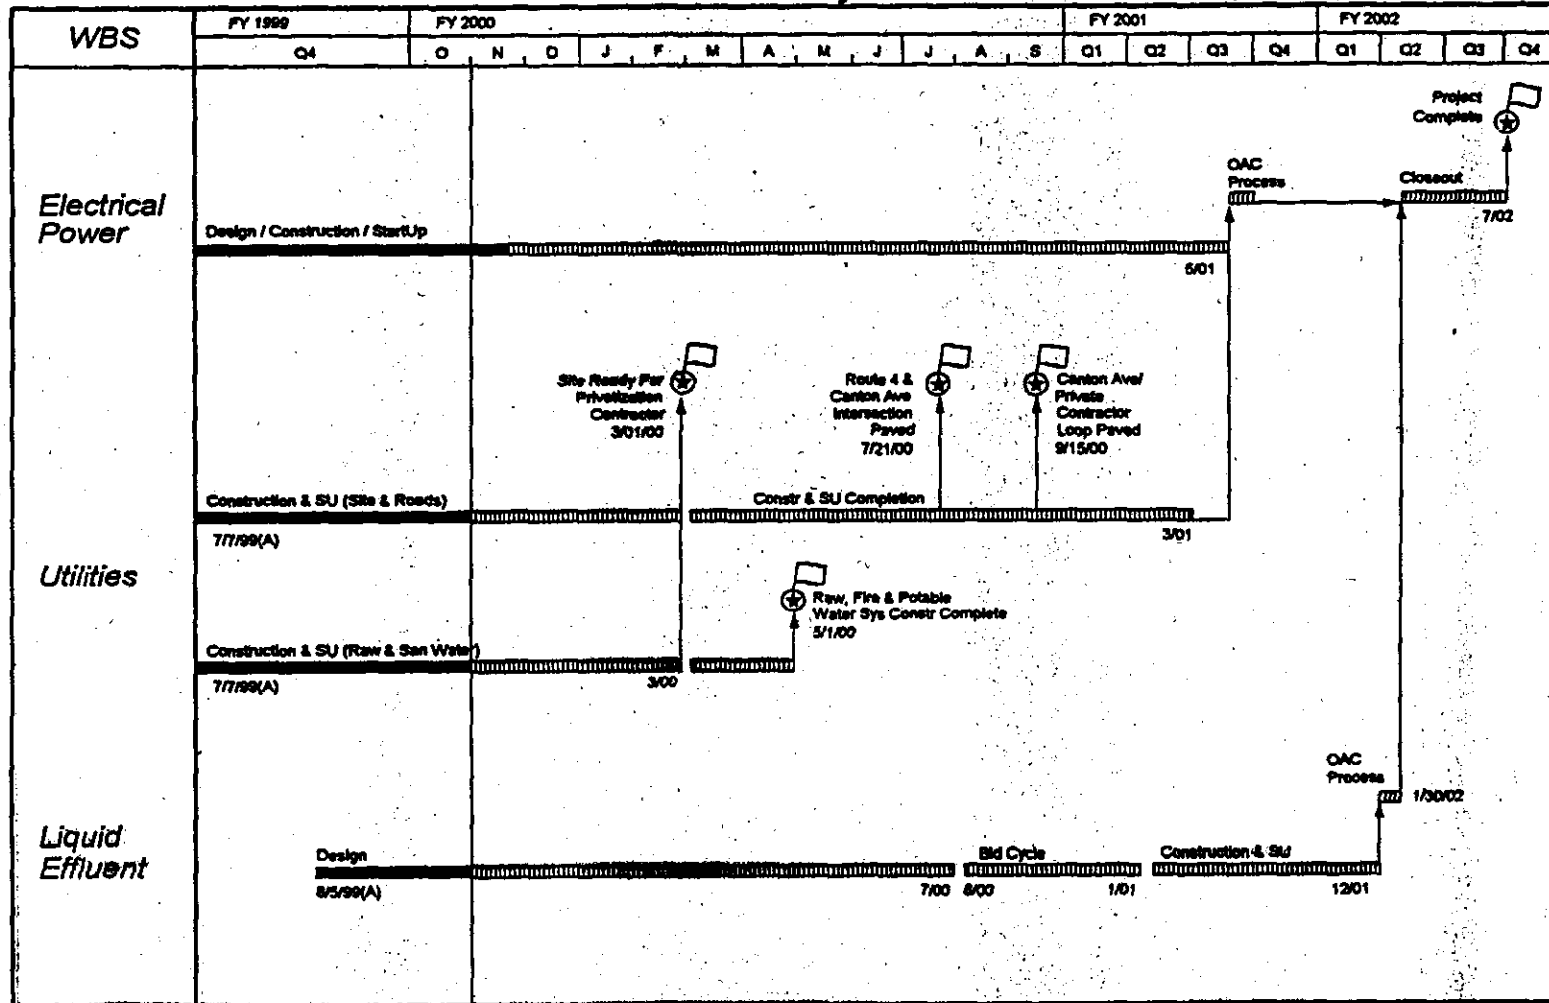 WBS
FY 1999
FY 2000
FY 2001
FY 2002
Q4
O
N
D
J
F
M
A
M
J
J
A
S
Q1
Q2
Q3
Q4
Q1
Q2
Q3
Q4
Project
Complete
OAC
Process
Closeout
7/02
Electrical
Power
Design / Construction / StartUp
5/01
Site Ready For
Privatization
Contractor
3/01/00
Route 4 &
Canton Ave
Intersection
Paved
7/21/00
Canton Ave/
Private
Contractor
Loop Paved
9/15/00
Construction & SU (Site & Roads)
Constr & SU Completion
7/7/99(A)
3/01
Utilities
Raw, Fire & Potable
Water Sys Constr Complete
5/1/00
Construction & SU (Raw & San Water)
7/7/99(A)
3/00
OAC
Process
1/30/02
Liquid
Effluent
Design
Bid Cycle
Construction & SU
8/5/99(A)
7/00
8/00
1/01
12/01